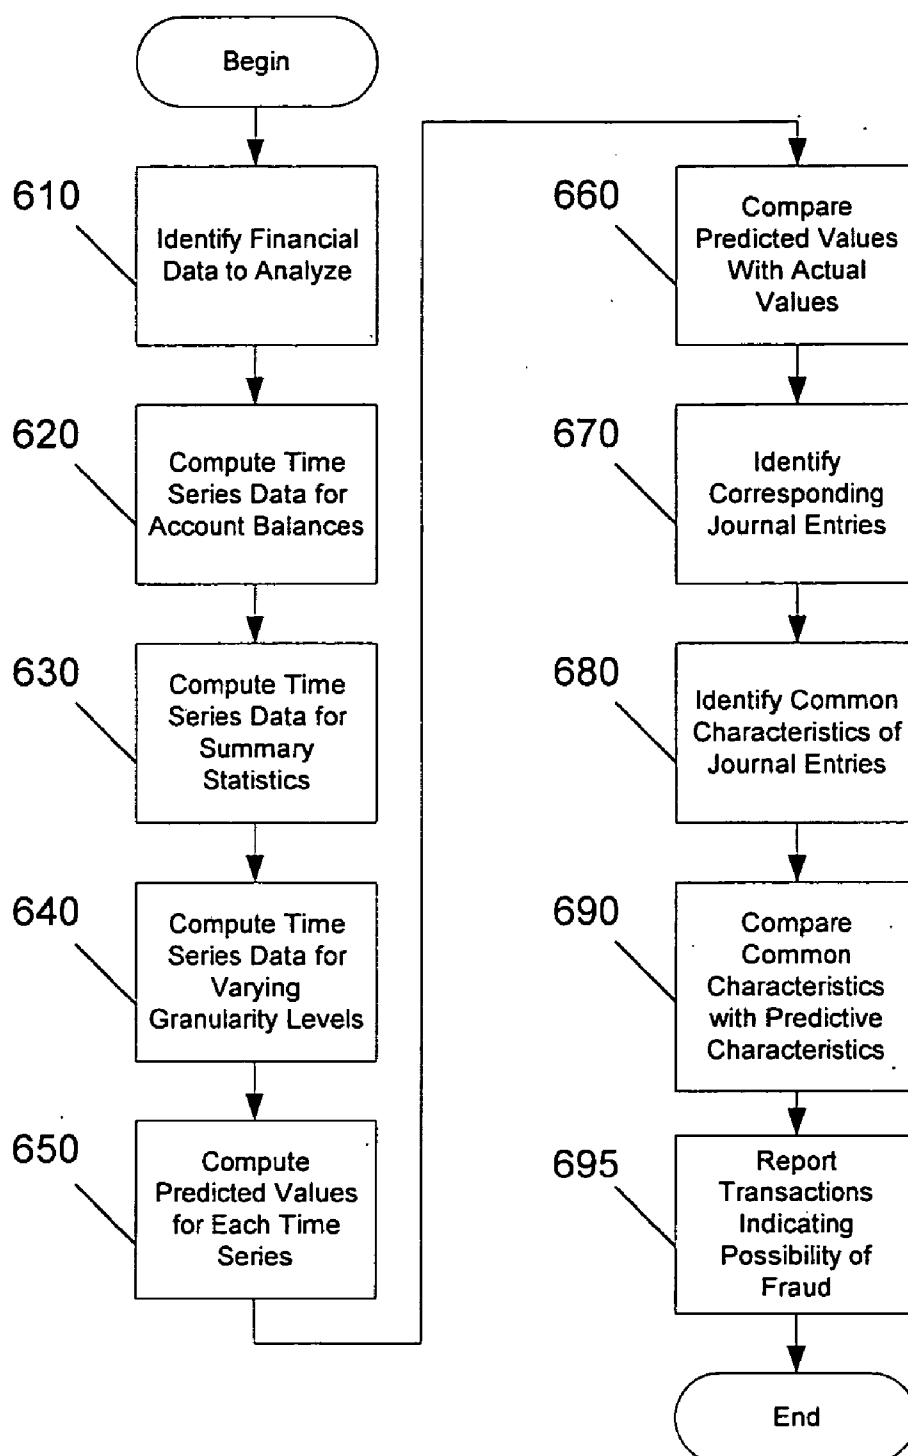 Begin
610
Identify Financial
Data to Analyze
620
Compute Time
Series Data for
Account Balances
630
Compute Time
Series Data for
Summary
Statistics
640
Compute Time
Series Data for
Varying
Granularity Levels
650
Compute
Predicted Values
for Each Time
Series
660
Compare
Predicted Values
With Actual
Values
670
Identify
Corresponding
Journal Entries
680
Identify Common
Characteristics of
Journal Entries
690
Compare
Common
Characteristics
with Predictive
Characteristics
695
Report
Transactions
Indicating
Possibility of
Fraud
End